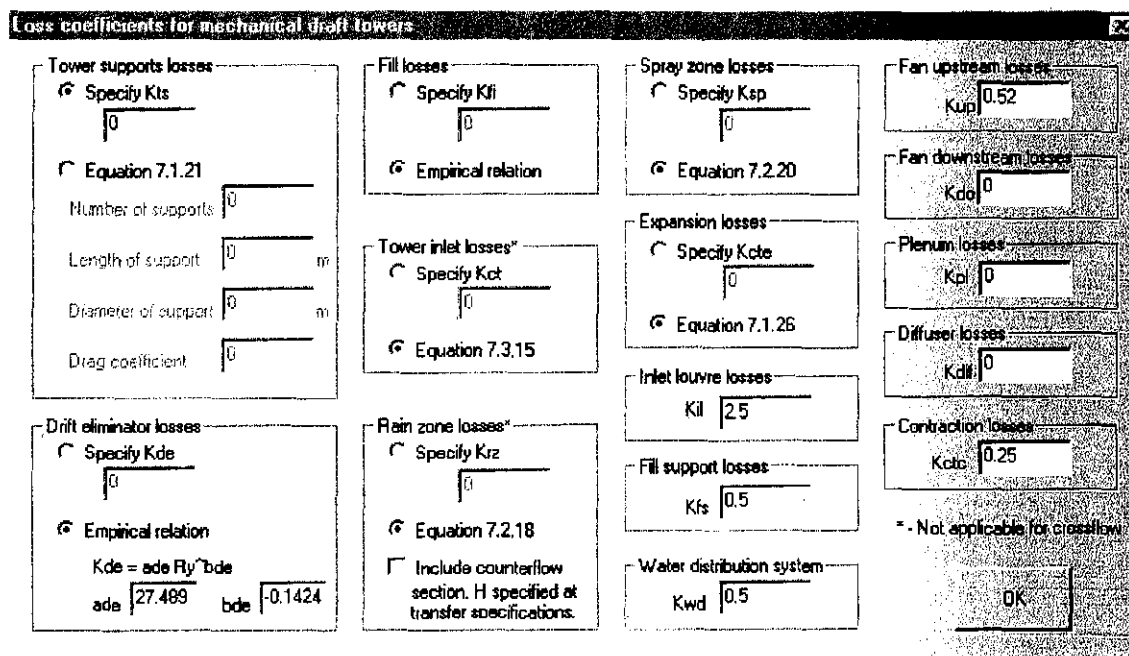 Loss coefficients for mechanical draft towers
Tower supports losses
Specify Kts
0
Equation 7.1.21
Number of supports 0
Length of support 0 m
Diameter of support 0 m
Drag coefficient 0
Drift eliminator losses
Specify Kde
0
Empirical relation
Kde = ade Ry^bde
ade 27.489 bde -0.1424
Fill losses
Specify Kfi
0
Empirical relation
Tower inlet losses*
Specify Kct
0
Equation 7.3.15
Rain zone losses*
Specify Krz
0
Equation 7.2.18
Include counterflow
section. H specified at
transfer specifications.
Spray zone losses
Specify Ksp
0
Equation 7.2.20
Expansion losses
Specify Kcte
0
Equation 7.1.26
Inlet louvre losses
Kil 2.5
Fill support losses
Kfs 0.5
Water distribution system
Kwd 0.5
Fan upstream losses
Kup 0.52
Fan downstream losses
Kdo 0
Plenum losses
Kpl 0
Diffuser losses
Kdif 0
Contraction losses
Kctc 0.25
* - Not applicable for crossflow
OK